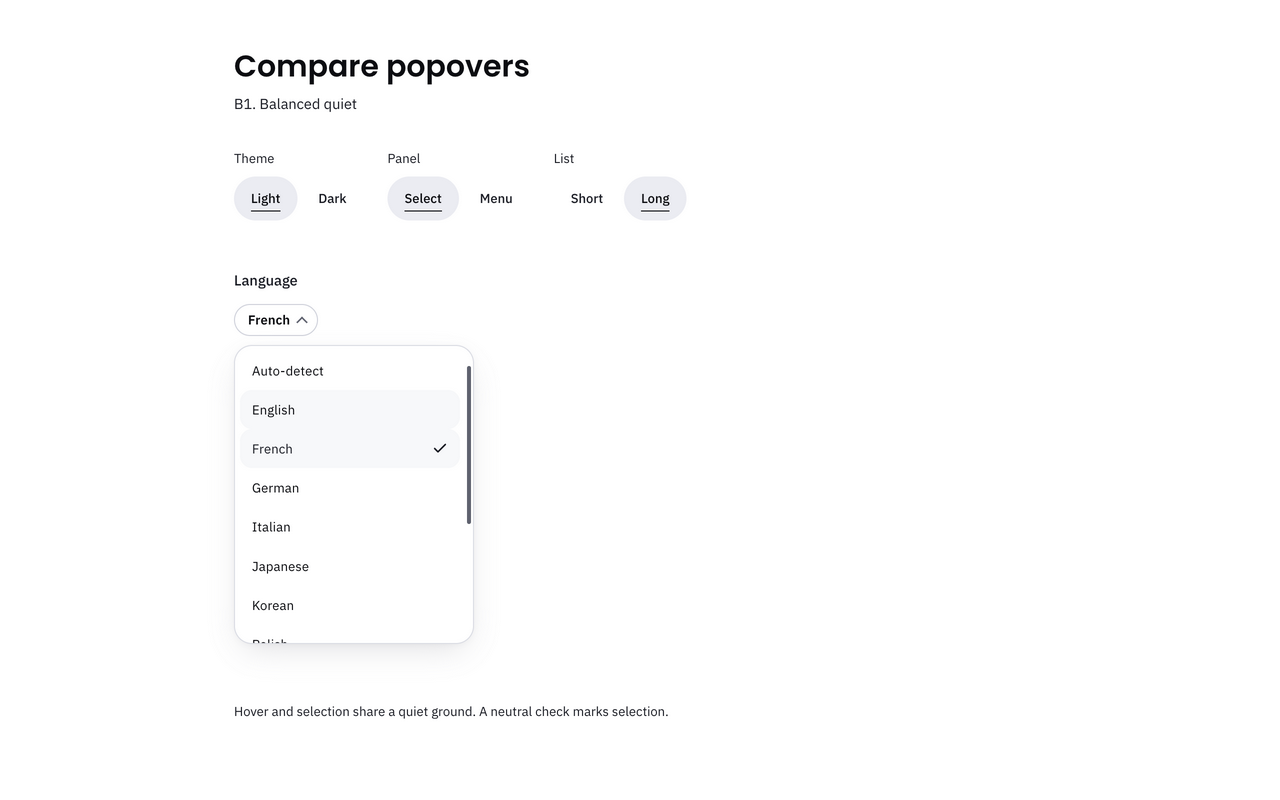 Compare popovers
B1. Balanced quiet
Theme Panel List
Light Dark Select Menu Short Long
Language
French
Auto-detect
English
French
German
Italian
Japanese
Korean
Polish
Hover and selection share a quiet ground. A neutral check marks selection.